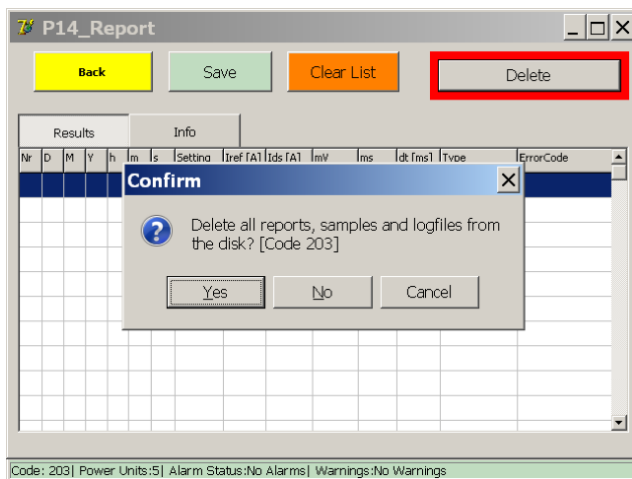 P14_Report
Back Save Clear List Delete
Results Info
Nr D M Y h m s Setting Iref [A] Ids [A] mV ms dt [ms] Type ErrorCode
Confirm
Delete all reports, samples and logfiles from
the disk? [Code 203]
Yes No Cancel
Code: 203| Power Units:5| Alarm Status:No Alarms| Warnings:No Warnings